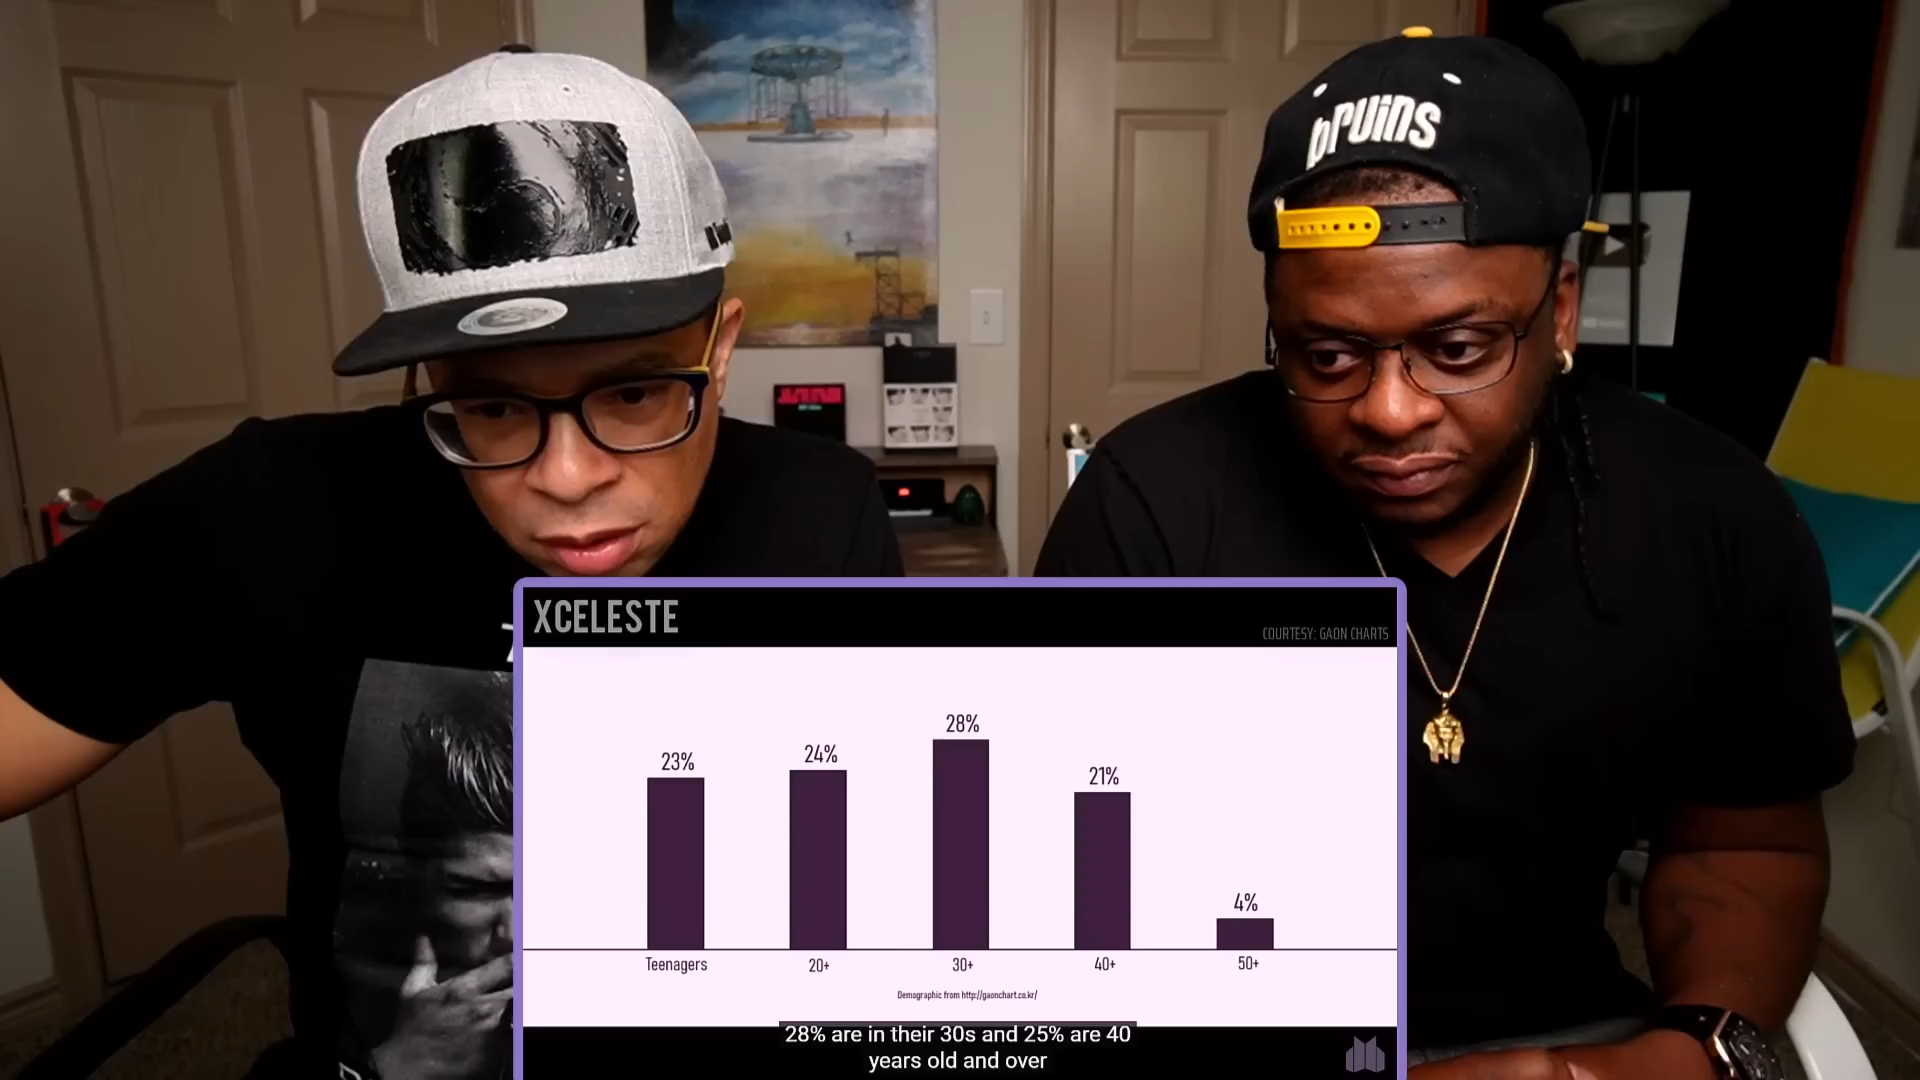 bruins
XCELESTE
COURTESY: GAON CHARTS
23%
24%
28%
21%
4%
Teenagers
20+
30+
40+
50+
Demographic from http://gaonchart.co.kr/
28% are in their 30s and 25% are 40
years old and over